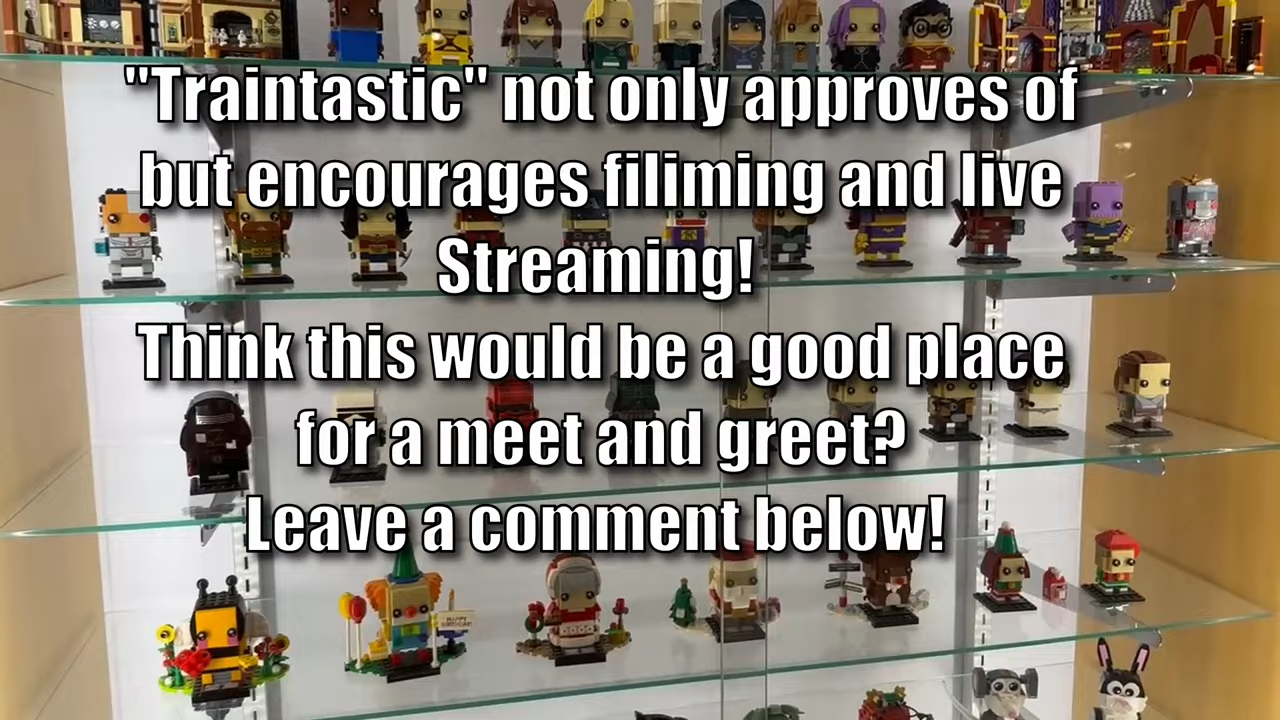 "Traintastic" not only approves of
but encourages filiming and live
Streaming!
Think this would be a good place
for a meet and greet?
Leave a comment below!
HAPPY